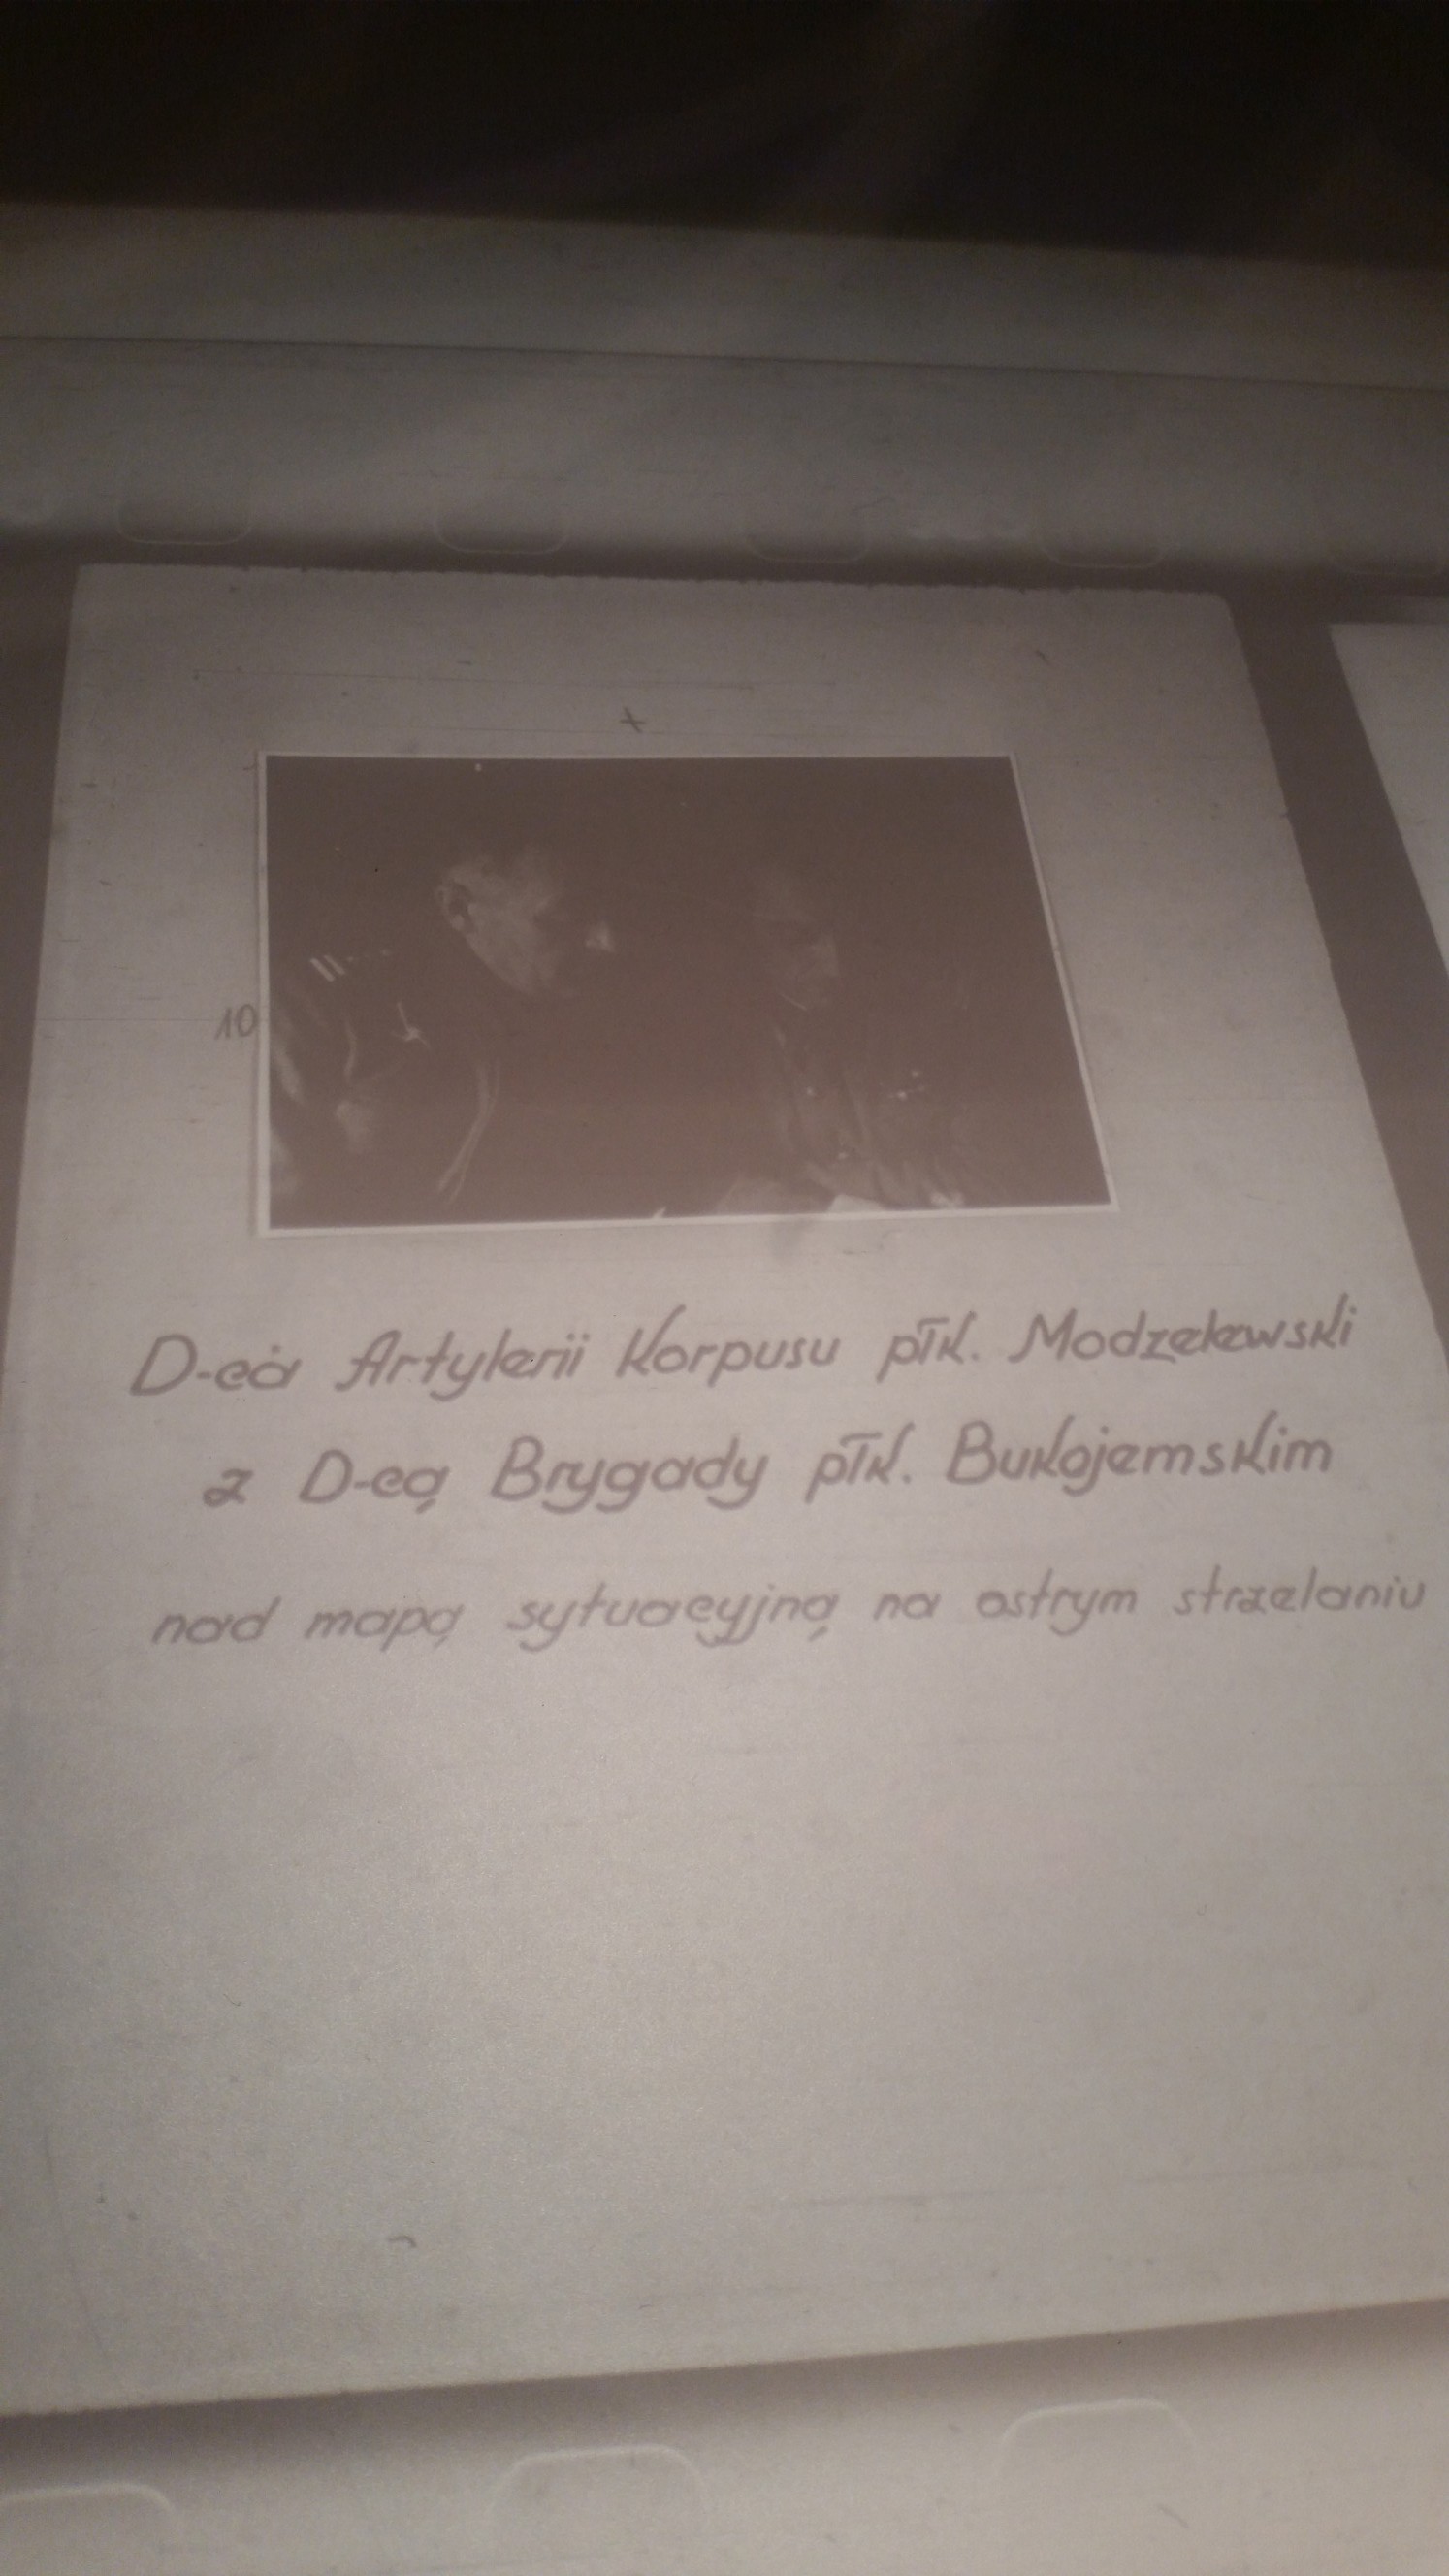 10
D-ca Artylerii Korpusu płk. Modzelewski
z D-cą Brygady płk. Bukojemskim
nad mapą sytuacyjną na ostrym strzelaniu